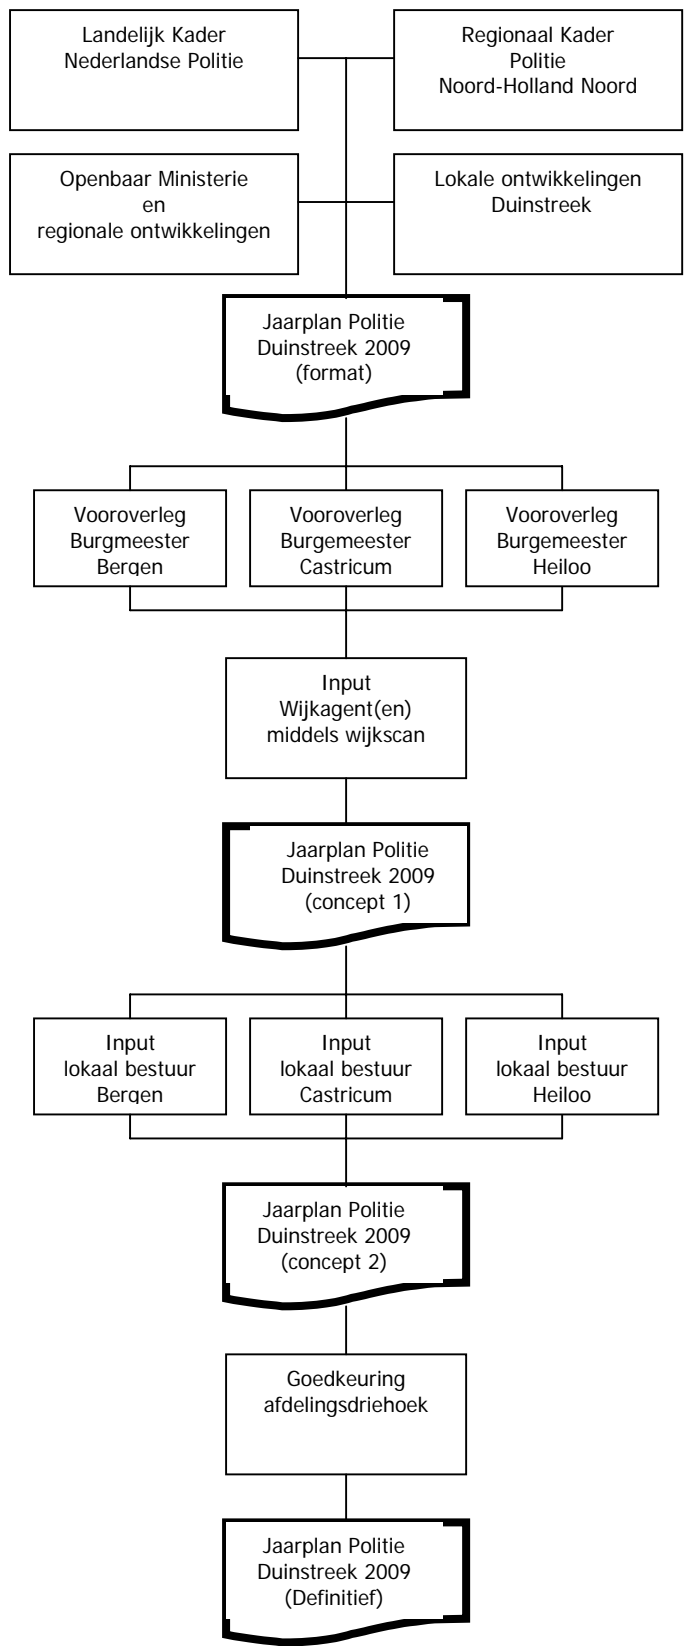 Landelijk Kader
Nederlandse Politie
Regionaal Kader
Politie
Noord-Holland Noord
Openbaar Ministerie
en
regionale ontwikkelingen
Lokale ontwikkelingen
Duinstreek
Jaarplan Politie
Duinstreek 2009
(format)
Vooroverleg
Burgmeester
Bergen
Vooroverleg
Burgemeester
Castricum
Vooroverleg
Burgemeester
Heiloo
Input
Wijkagent(en)
middels wijkscan
Jaarplan Politie
Duinstreek 2009
(concept 1)
Input
lokaal bestuur
Bergen
Input
lokaal bestuur
Castricum
Input
lokaal bestuur
Heiloo
Jaarplan Politie
Duinstreek 2009
(concept 2)
Goedkeuring
afdelingsdriehoek
Jaarplan Politie
Duinstreek 2009
(Definitief)